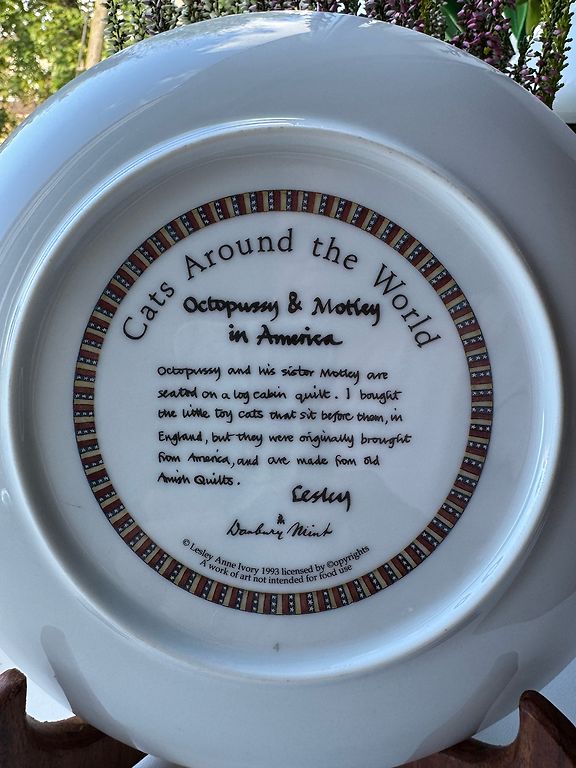 Cats Around the World
Octopussy & Motley
in America
Octopussy and his sister Motley are
seated on a log cabin quilt. I bought
the little toy cats that sit before them, in
England, but they were originally brought
from America, and are made from old
Amish Quilts.
Lesley
Danbury Mint
© Lesley Anne Ivory 1993 licensed by ©opyrights
A work of art not intended for food use
4